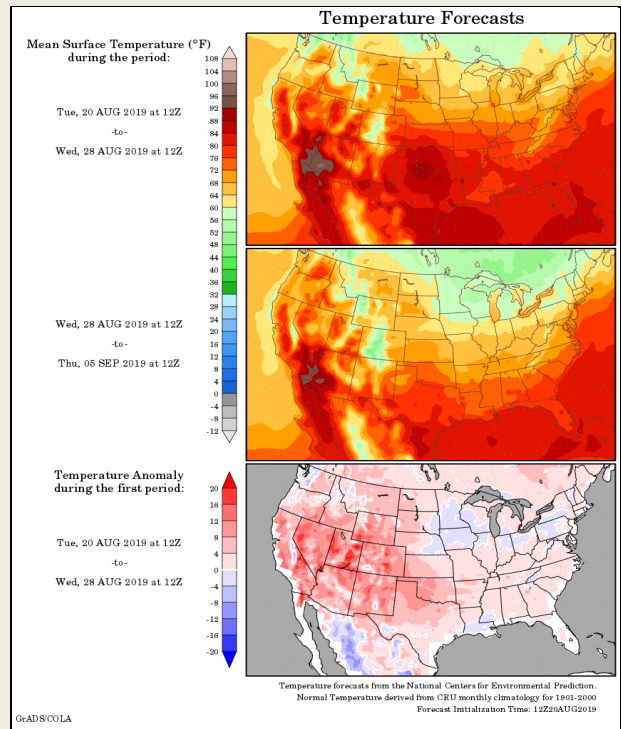 Temperature Forecasts
Mean Surface Temperature (°F)
during the period:
Tue, 20 AUG 2019 at 12Z
-to-
Wed, 28 AUG 2019 at 12Z
108
104
100
96
92
88
84
80
76
72
68
64
60
56
52
48
44
40
36
32
28
24
20
16
12
8
4
0
-4
-8
-12
Wed, 28 AUG 2019 at 12Z
-to-
Thu, 05 SEP 2019 at 12Z
Temperature Anomaly
during the first period:
Tue, 20 AUG 2019 at 12Z
-to-
Wed, 28 AUG 2019 at 12Z
20
16
12
8
4
0
-4
-8
-12
-16
-20
Temperature forecasts from the National Centers for Environmental Prediction.
Normal Temperature derived from CRU monthly climatology for 1901-2000
Forecast Initialization Time: 12Z20AUG2019
GrADS/COLA